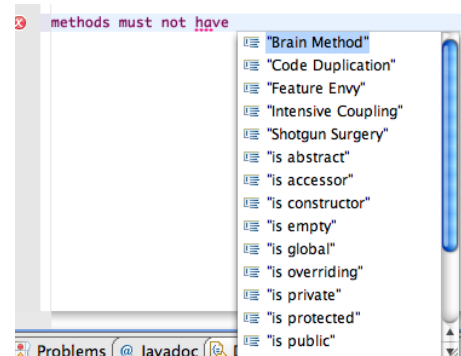 methods must not have
"Brain Method"
"Code Duplication"
"Feature Envy"
"Intensive Coupling"
"Shotgun Surgery"
"is abstract"
"is accessor"
"is constructor"
"is empty"
"is global"
"is overriding"
"is private"
"is protected"
"is public"
Problems @ Javadoc D